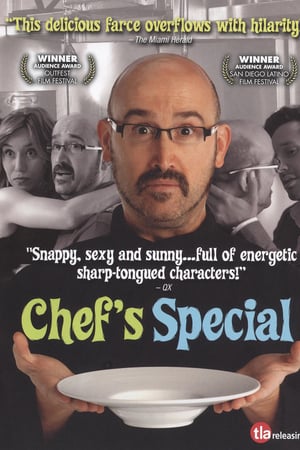 "This delicious farce overflows with hilarity
- The Miami Herald
WINNER
AUDIENCE AWARD
OUTFEST
FILM FESTIVAL
WINNER
AUDIENCE AWARD
SAN DIEGO LATINO
FILM FESTIVAL
"Snappy, sexy and sunny...full of energetic
sharp-tongued characters!"
- QX
Chef's Special
tla releasin